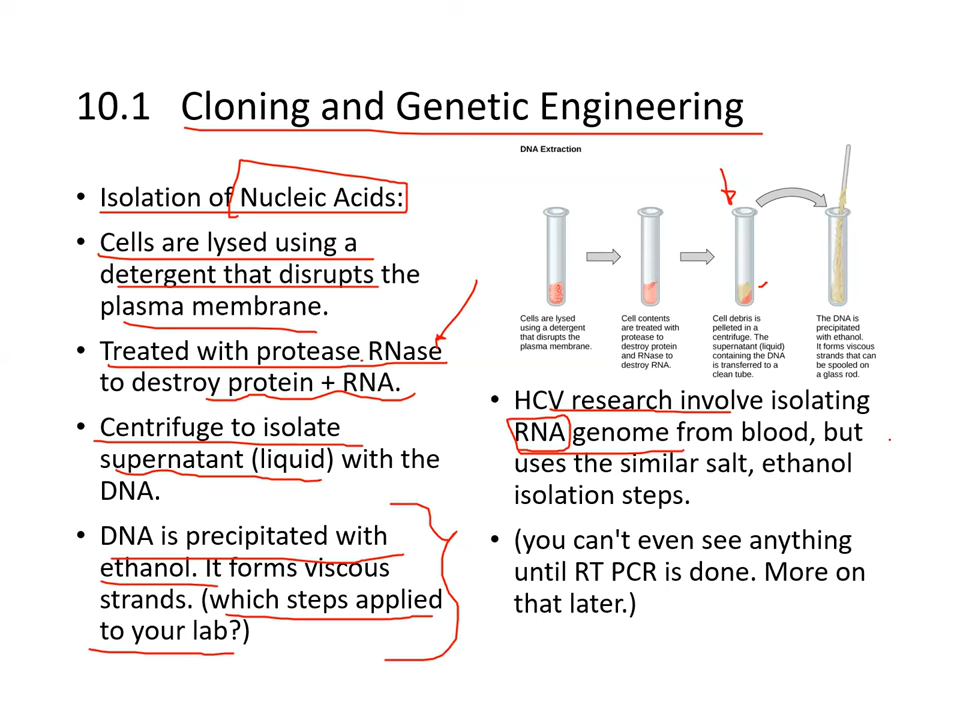 10.1 Cloning and Genetic Engineering
• Isolation of Nucleic Acids:
• Cells are lysed using a
detergent that disrupts the
plasma membrane.
• Treated with protease RNase
to destroy protein + RNA.
• Centrifuge to isolate
supernatant (liquid) with the
DNA.
• DNA is precipitated with
ethanol. It forms viscous
strands. (which steps applied
to your lab?)
DNA Extraction
Cells are lysed
using a detergent
that disrupts the
plasma membrane.
Cell contents
are treated with
protease to
destroy protein
and RNase to
destroy RNA.
Cell debris is
pelleted in a
centrifuge. The
supernatant (liquid)
containing the DNA
is transferred to a
clean tube.
The DNA is
precipitated
with ethanol.
It forms viscous
strands that can
be spooled on
a glass rod.
• HCV research involve isolating
RNA genome from blood, but
uses the similar salt, ethanol
isolation steps.
• (you can't even see anything
until RT PCR is done. More on
that later.)